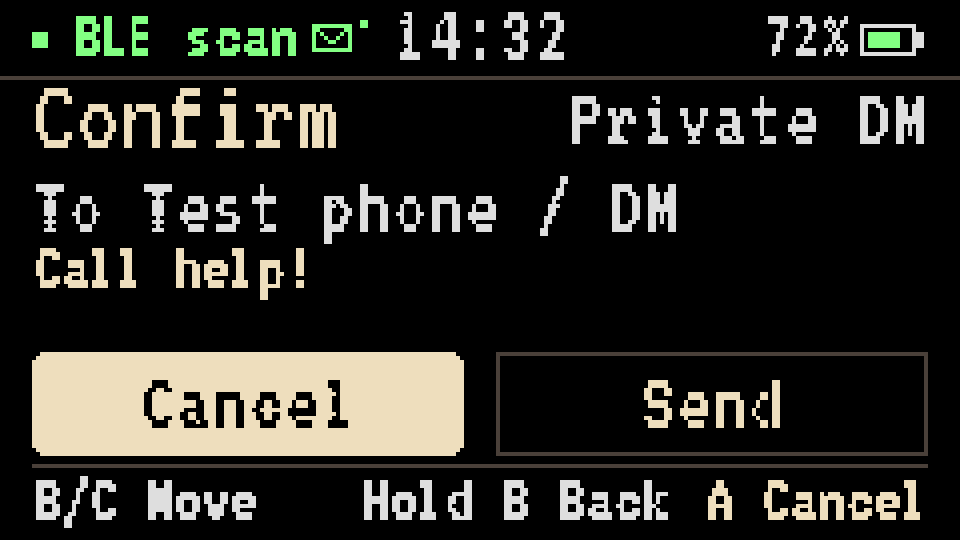 BLE scan 14:32 72%
Confirm Private DM
To Test phone / DM
Call help!
Cancel Send
B/C Move Hold B Back A Cancel